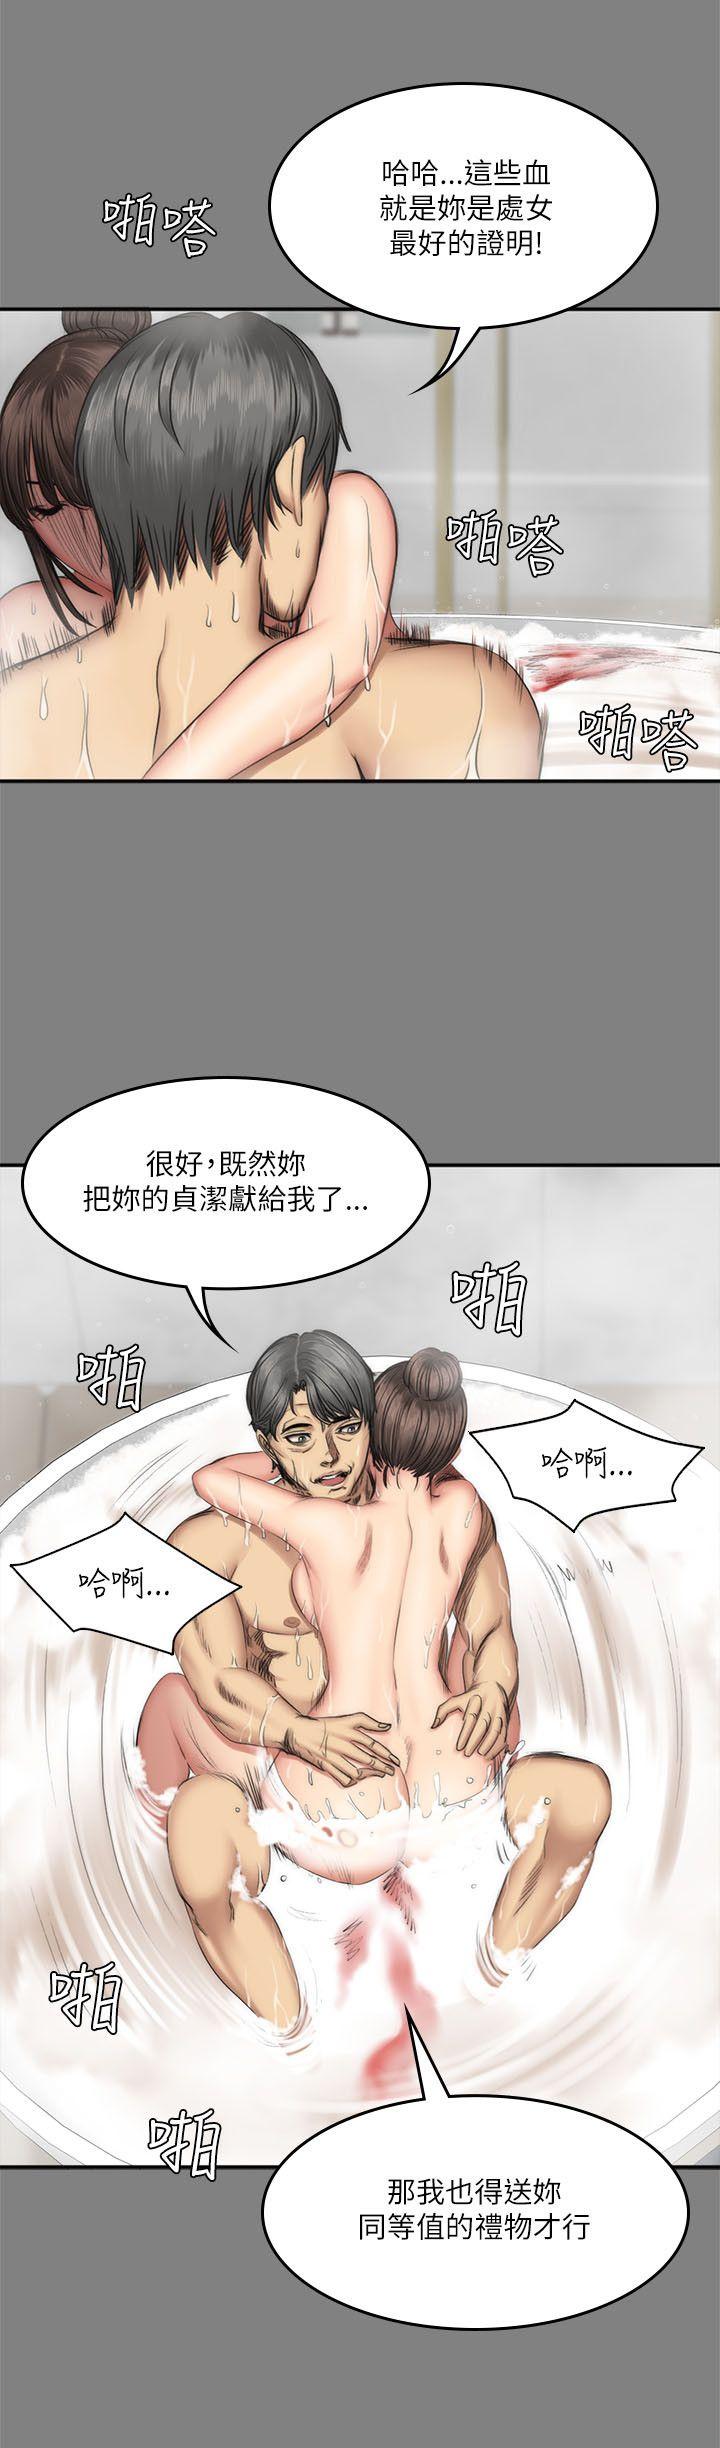 哈哈...這些血
就是妳是處女
最好的證明!
啪嗒
啪嗒
啪嗒
很好,既然妳
把妳的貞潔獻給我了...
啪
啪
哈啊...
哈啊...
啪
啪
那我也得送妳
同等值的禮物才行